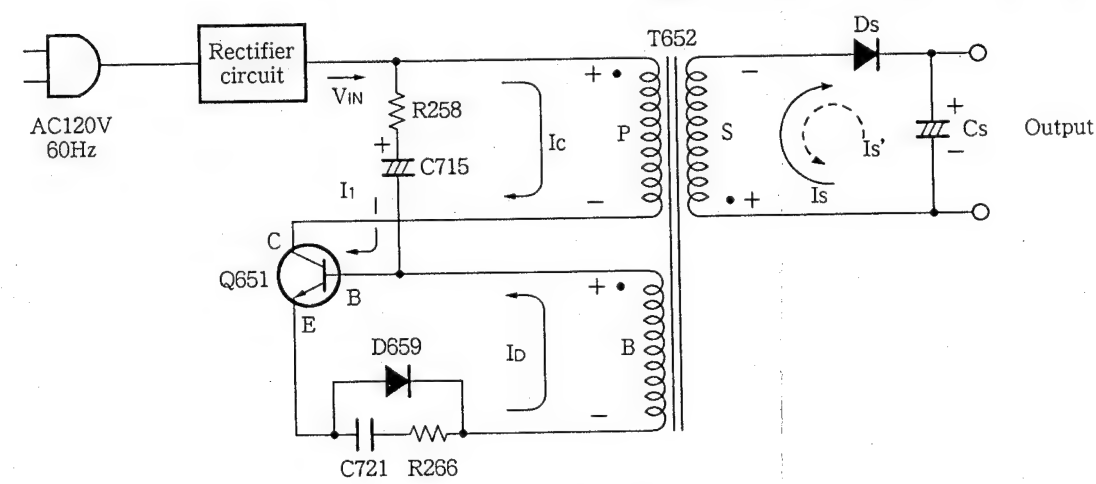 Ds
T652
Rectifier
circuit
+
−
VIN
R258
AC120V
60Hz
+
IC
P
S
IS'
+
CS
−
Output
C715
I1
IS
−
+
C
Q651
B
+
E
D659
ID
B
−
C721
R266